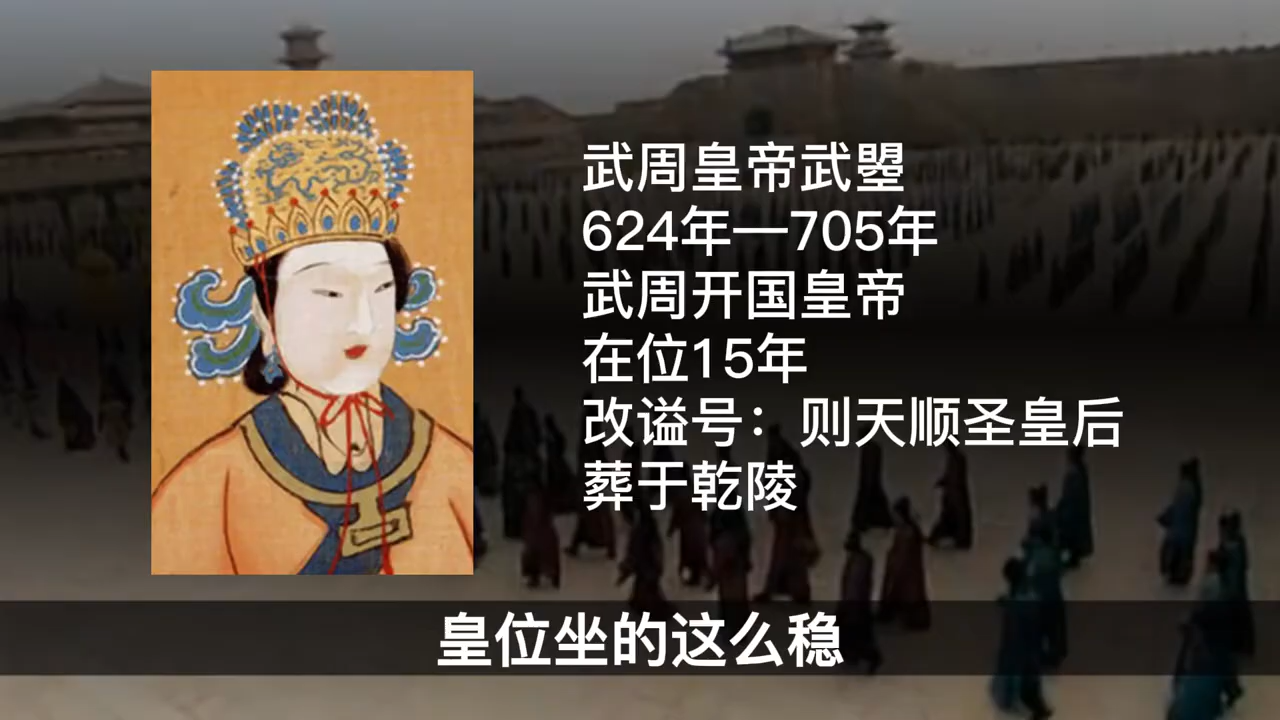 武周皇帝武曌
624年—705年
武周开国皇帝
在位15年
改谥号：则天顺圣皇后
葬于乾陵
皇位坐的这么稳